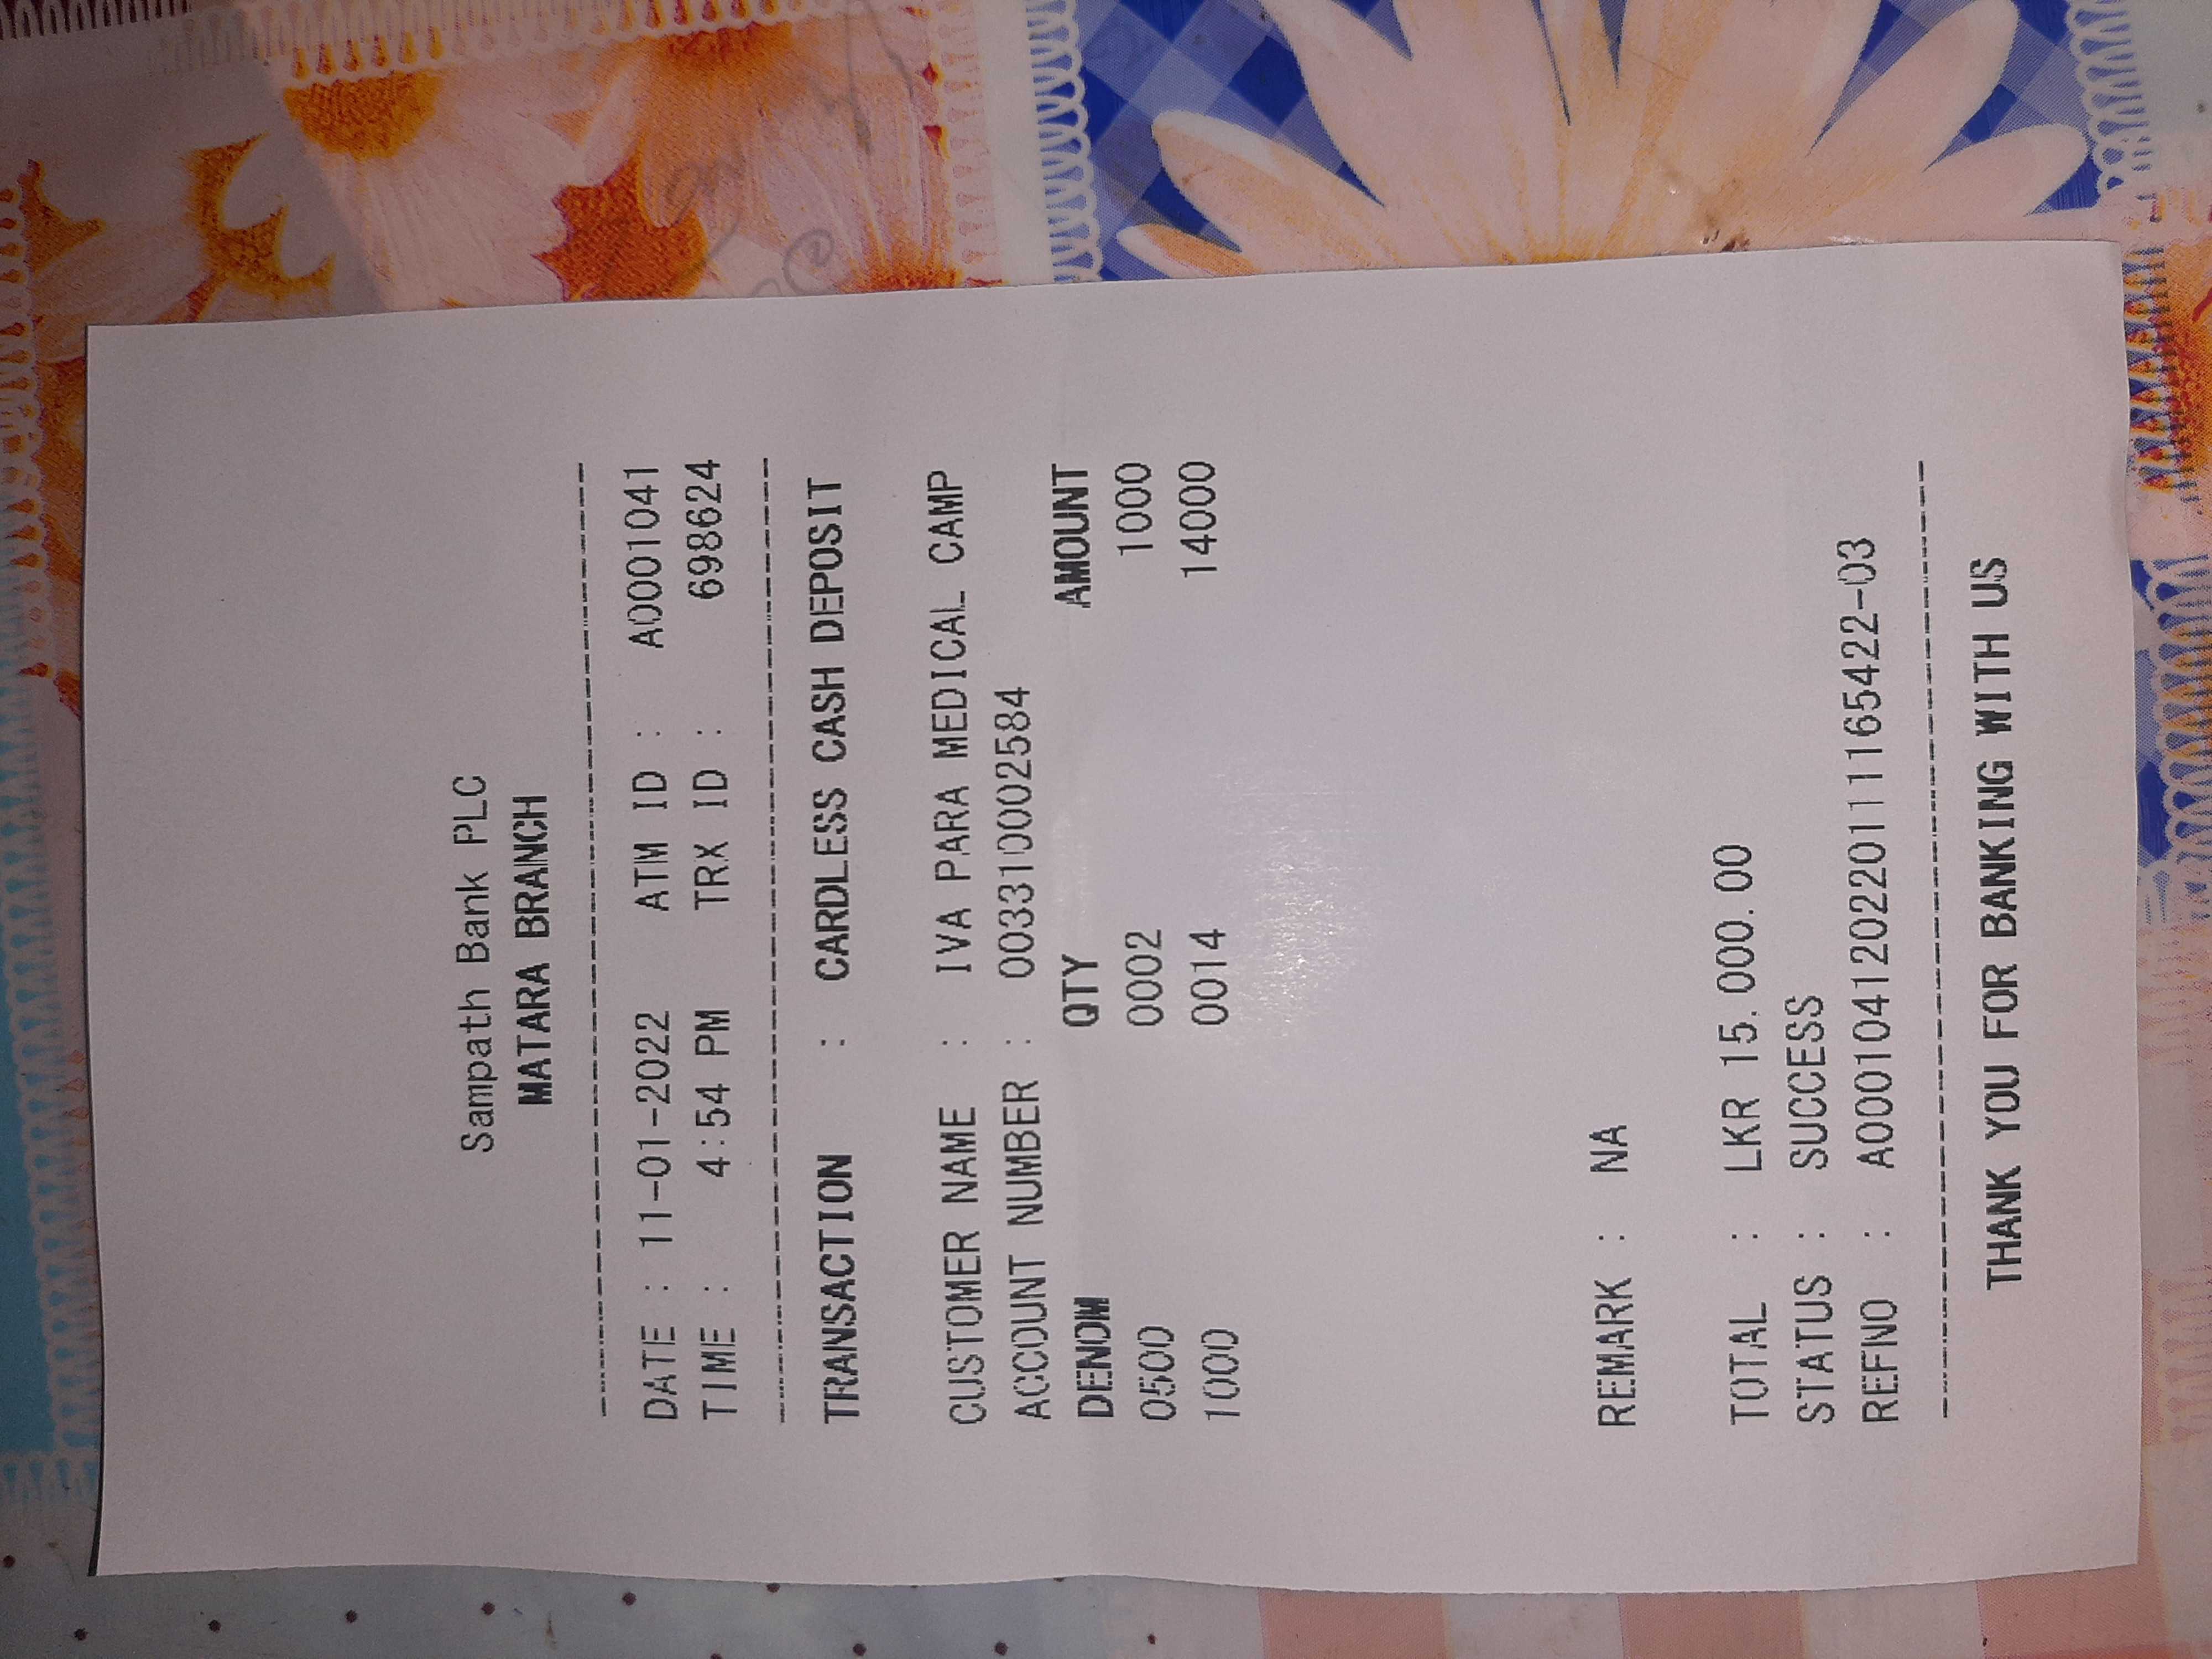 Sampath Bank PLC
MATARA BRANCH
DATE : 11-01-2022 ATM ID : A0001041
TIME : 4:54 PM TRX ID : 698624
TRANSACTION : CARDLESS CASH DEPOSIT
CUSTOMER NAME : IVA PARA MEDICAL CAMP
ACCOUNT NUMBER : 003310002584
DENOM QTY AMOUNT
0500 0002 1000
1000 0014 14000
REMARK : NA
TOTAL : LKR 15.000.00
STATUS : SUCCESS
REFNO : A000104120220111165422-03
THANK YOU FOR BANKING WITH US